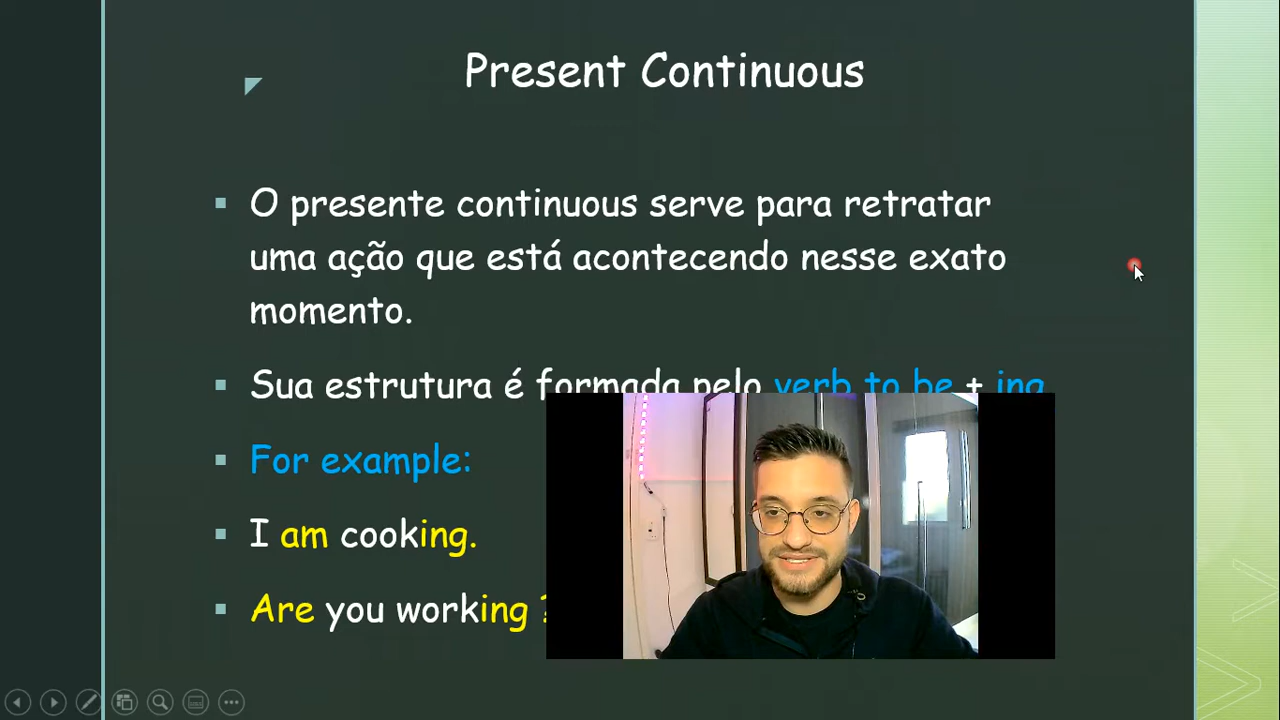 Present Continuous
O presente continuous serve para retratar
uma ação que está acontecendo nesse exato
momento.
Sua estrutura é formada pelo verb to be + ing
For example:
I am cooking.
Are you working ?